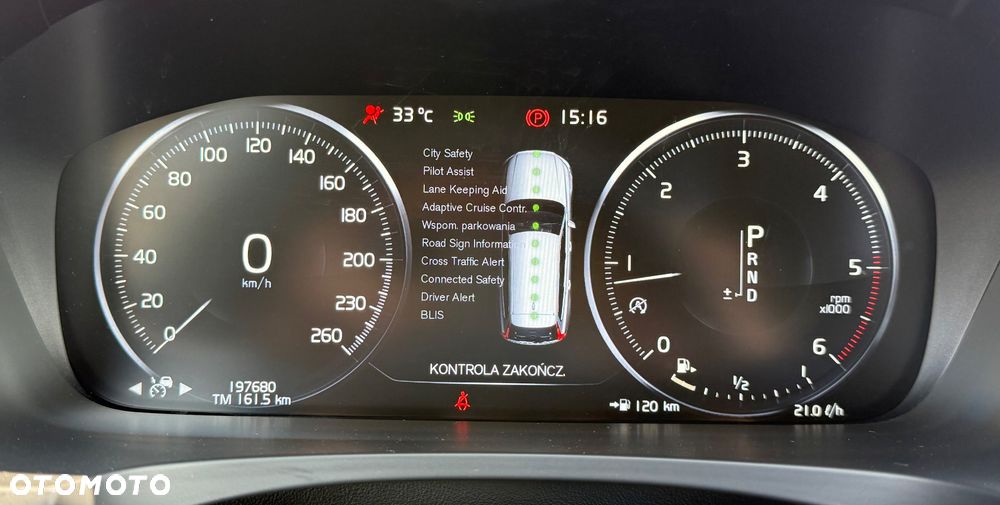 33°C
15:16
City Safety
Pilot Assist
Lane Keeping Aid
Adaptive Cruise Contr.
Wspom. parkowania
Road Sign Information
Cross Traffic Alert
Connected Safety
Driver Alert
BLIS
KONTROLA ZAKOŃCZ.
0
20
40
60
80
100
120
140
160
180
200
230
260
0
km/h
197680
TM 161.5 km
0
1
2
3
4
5
6
P
R
N
D
±
rpm
x1000
1/2
1
120 km
21.0 ℓ/h
P
A
OTOMOTO